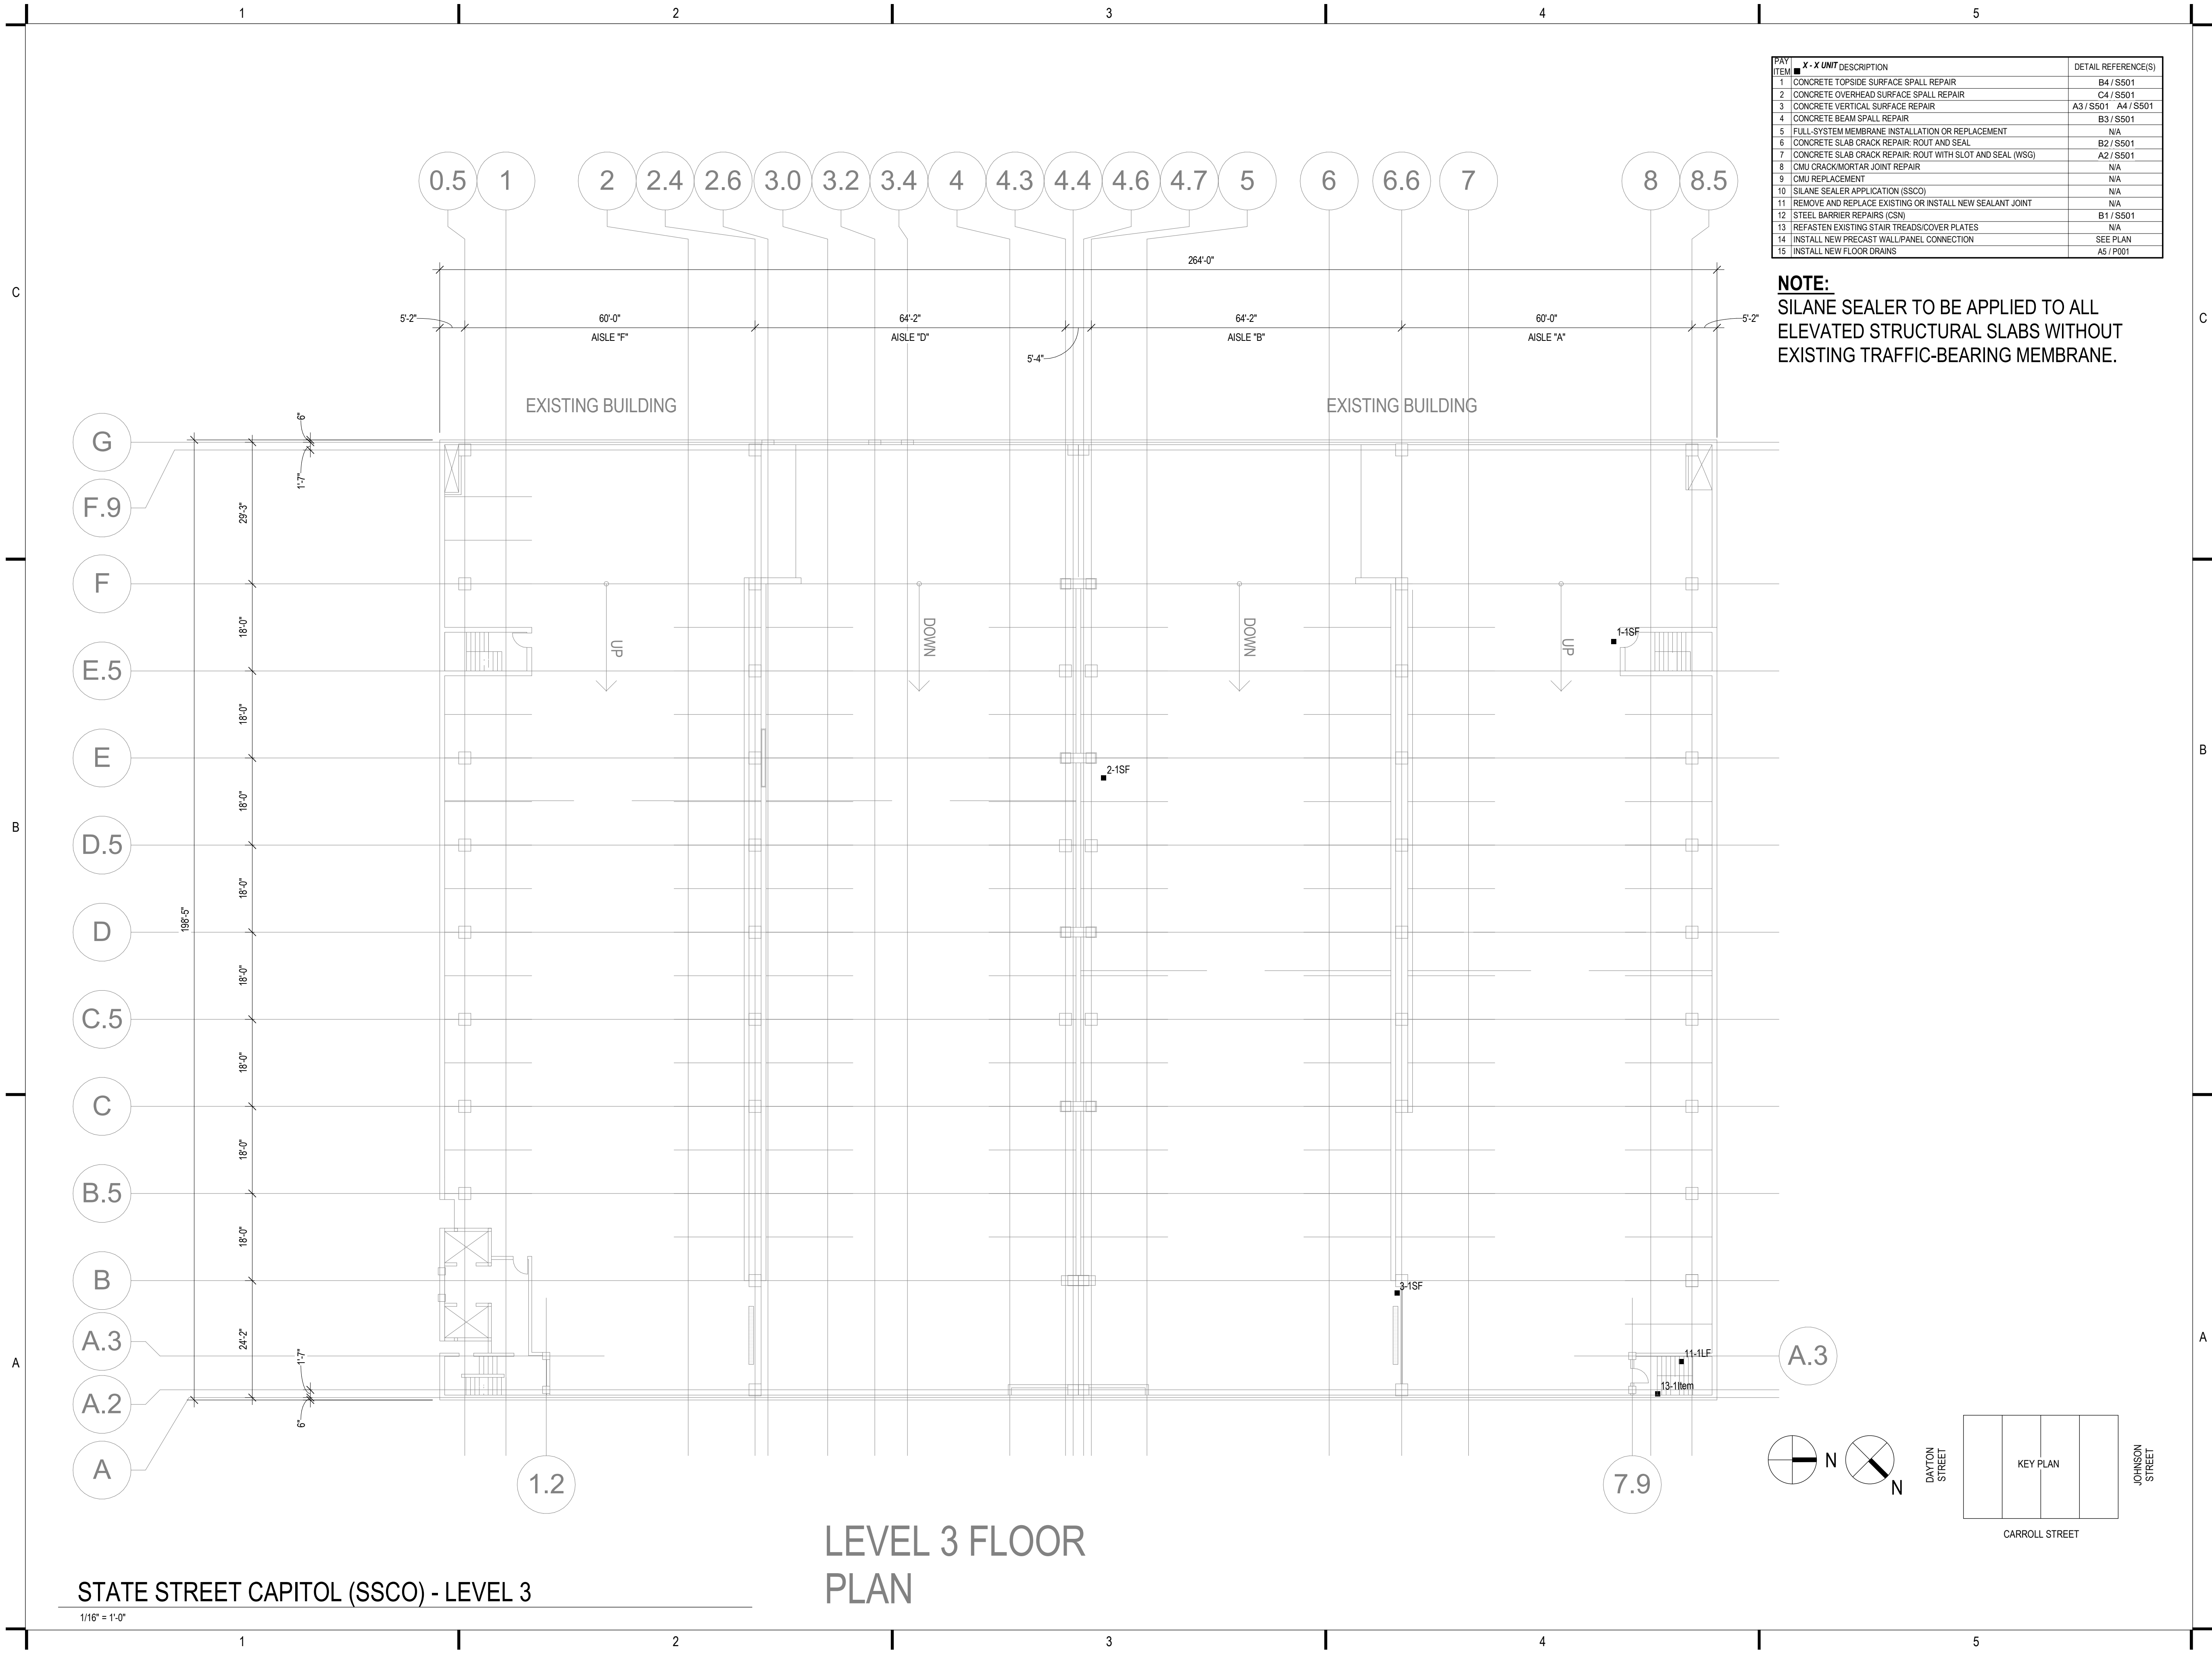 1 2 3 4 5
PAY ITEM X - X UNIT DESCRIPTION DETAIL REFERENCE(S)
1 CONCRETE TOPSIDE SURFACE SPALL REPAIR B4 / S501
2 CONCRETE OVERHEAD SURFACE SPALL REPAIR C4 / S501
3 CONCRETE VERTICAL SURFACE REPAIR A3 / S501 A4 / S501
4 CONCRETE BEAM SPALL REPAIR B3 / S501
5 FULL-SYSTEM MEMBRANE INSTALLATION OR REPLACEMENT N/A
6 CONCRETE SLAB CRACK REPAIR: ROUT AND SEAL B2 / S501
7 CONCRETE SLAB CRACK REPAIR: ROUT WITH SLOT AND SEAL (WSG) A2 / S501
8 CMU CRACK/MORTAR JOINT REPAIR N/A
9 CMU REPLACEMENT N/A
10 SILANE SEALER APPLICATION (SSCO) N/A
11 REMOVE AND REPLACE EXISTING OR INSTALL NEW SEALANT JOINT N/A
12 STEEL BARRIER REPAIRS (CSN) B1 / S501
13 REFASTEN EXISTING STAIR TREADS/COVER PLATES N/A
14 INSTALL NEW PRECAST WALL/PANEL CONNECTION SEE PLAN
15 INSTALL NEW FLOOR DRAINS A5 / P001
NOTE:
SILANE SEALER TO BE APPLIED TO ALL
ELEVATED STRUCTURAL SLABS WITHOUT
EXISTING TRAFFIC-BEARING MEMBRANE.
0.5 1 2 2.4 2.6 3.0 3.2 3.4 4 4.3 4.4 4.6 4.7 5 6 6.6 7 8 8.5
264'-0"
5'-2" 60'-0" 64'-2" 64'-2" 60'-0" 5'-2"
AISLE "F" AISLE "D" AISLE "B" AISLE "A"
5'-4"
EXISTING BUILDING EXISTING BUILDING
C C
B B
A A
G
F.9
F
E.5
E
D.5
D
C.5
C
B.5
B
A.3
A.2
A
6"
1'-7"
29'-3"
18'-0"
18'-0"
18'-0"
18'-0"
18'-0"
18'-0"
18'-0"
18'-0"
24'-2"
198'-5"
1'-7"
6"
UP DOWN DOWN UP
1-1SF
2-1SF
3-1SF
11-1LF
13-1Item
A.3
1.2 7.9
N N
DAYTON
STREET
KEY PLAN
JOHNSON
STREET
CARROLL STREET
LEVEL 3 FLOOR
PLAN
STATE STREET CAPITOL (SSCO) - LEVEL 3
1/16" = 1'-0"
1 2 3 4 5